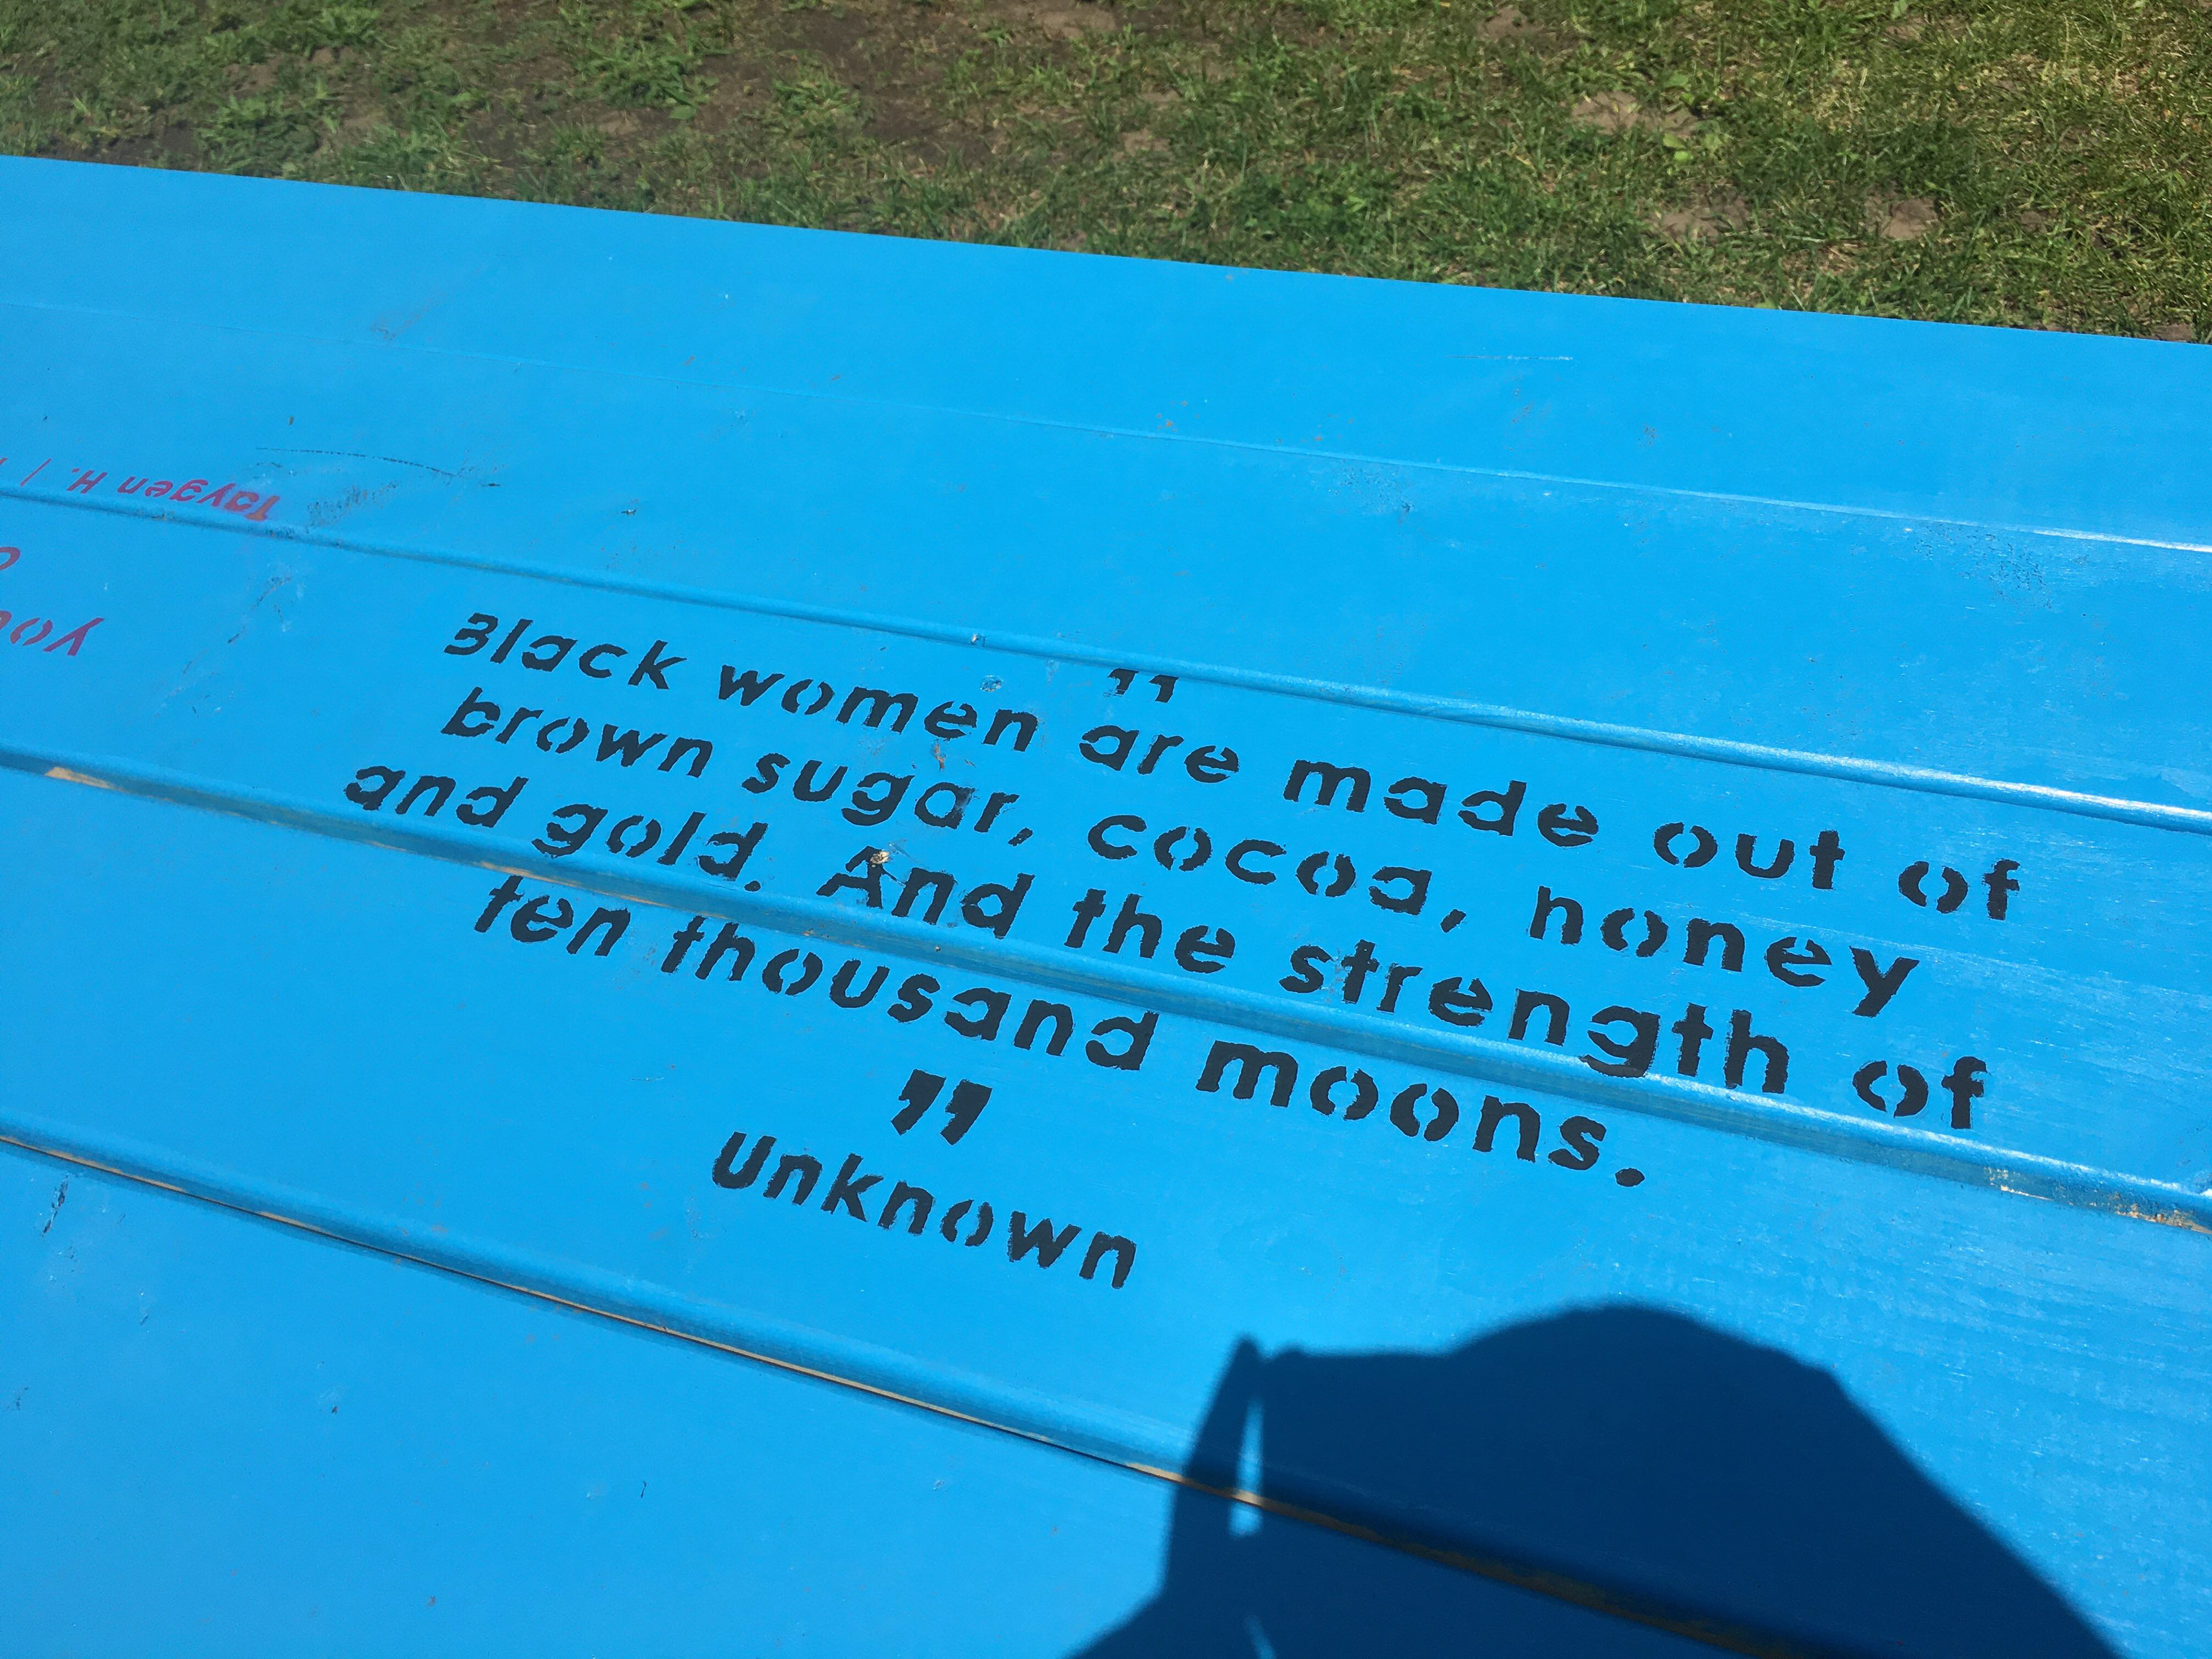 "
Black women are made out of
brown sugar, cocoa, honey
and gold. And the strength of
ten thousand moons.
"
Unknown
Taygen H. /